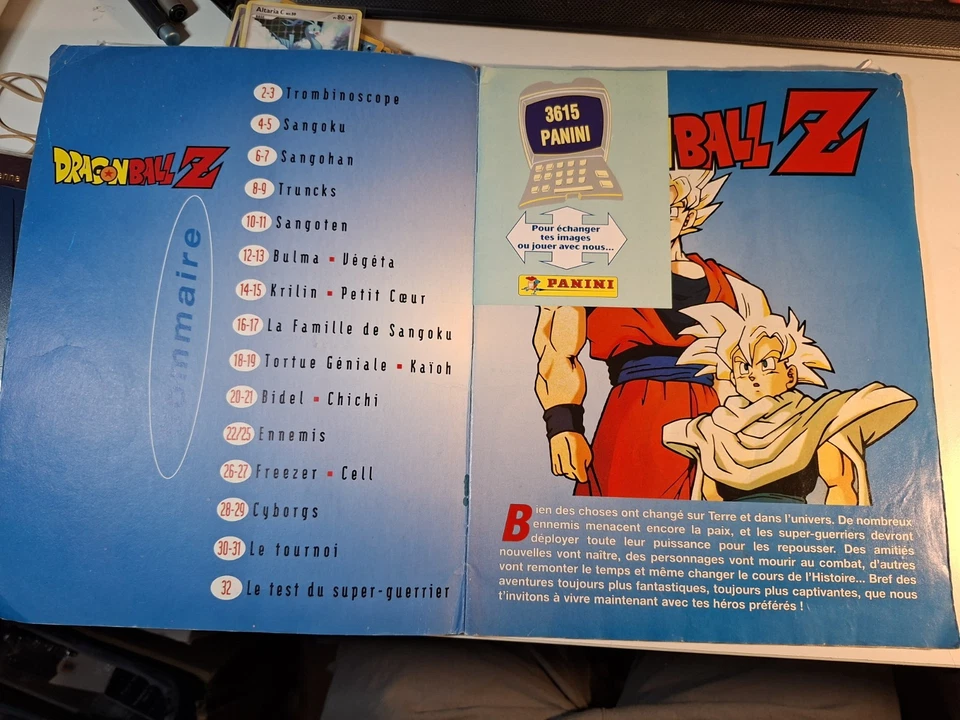 Altaria
80
DRAGON BALL Z
ommaire
2-3 Trombinoscope
4-5 Sangoku
6-7 Sangohan
8-9 Truncks
10-11 Sangoten
12-13 Bulma ▪ Végéta
14-15 Krilin ▪ Petit Cœur
16-17 La Famille de Sangoku
18-19 Tortue Géniale ▪ Kaïoh
20-21 Bidel ▪ Chichi
22/25 Ennemis
26-27 Freezer ▪ Cell
28-29 Cyborgs
30-31 Le tournoi
32 Le test du super-guerrier
3615
PANINI
Pour échanger
tes images
ou jouer avec nous...
PANINI
BALL Z
Bien des choses ont changé sur Terre et dans l'univers. De nombreux
ennemis menacent encore la paix, et les super-guerriers devront
déployer toute leur puissance pour les repousser. Des amitiés
nouvelles vont naître, des personnages vont mourir au combat, d'autres
vont remonter le temps et même changer le cours de l'Histoire... Bref des
aventures toujours plus fantastiques, toujours plus captivantes, que nous
t'invitons à vivre maintenant avec tes héros préférés !